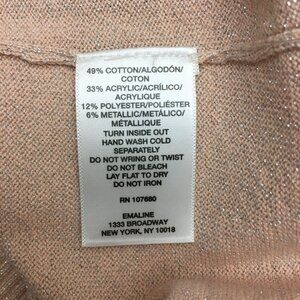 49% COTTON/ALGODÓN/
COTON
33% ACRYLIC/ACRÍLICO/
ACRYLIQUE
12% POLYESTER/POLIÉSTER
6% METALLIC/METÁLICO/
MÉTALLIQUE
TURN INSIDE OUT
HAND WASH COLD
SEPARATELY
DO NOT WRING OR TWIST
DO NOT BLEACH
LAY FLAT TO DRY
DO NOT IRON
RN 107680
EMALINE
1333 BROADWAY
NEW YORK, NY 10018